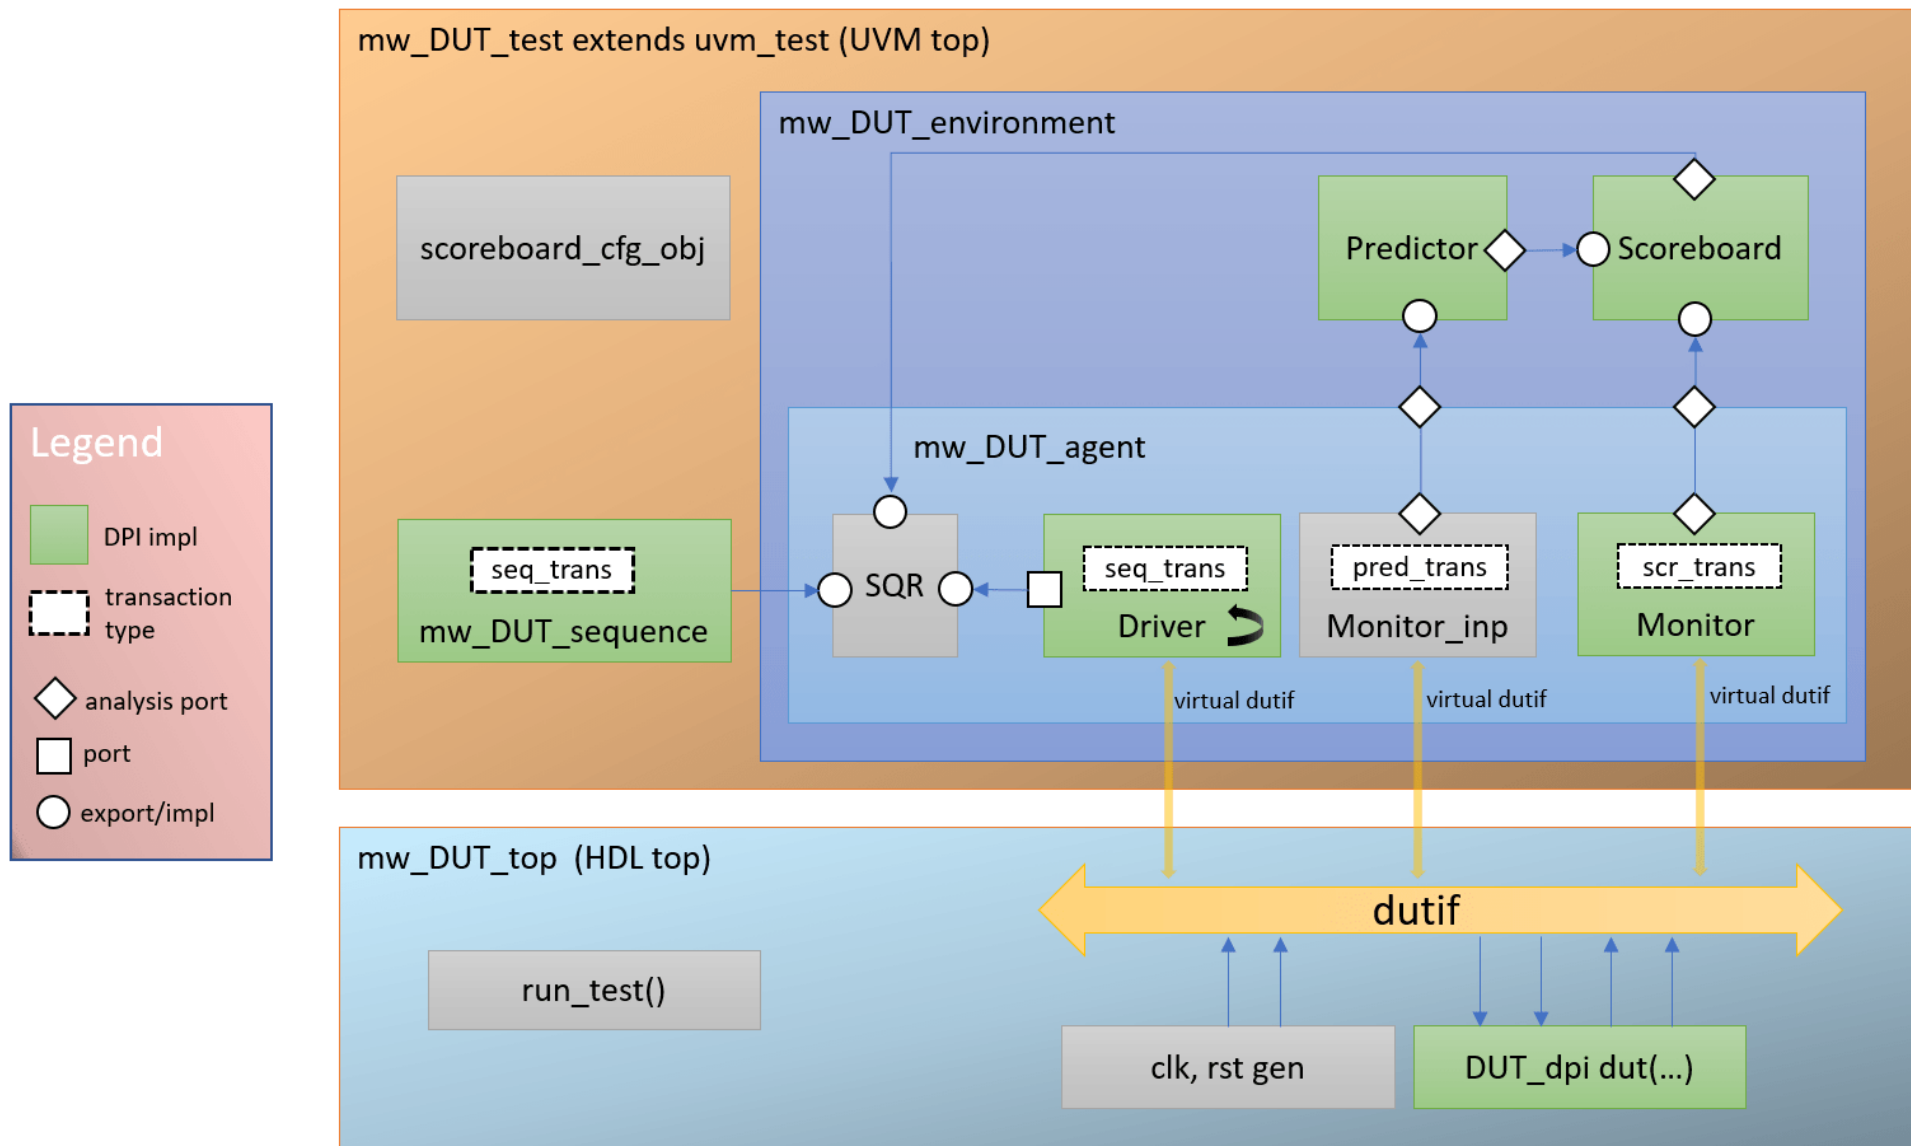 mw_DUT_test extends uvm_test (UVM top)
mw_DUT_environment
scoreboard_cfg_obj
Predictor
Scoreboard
Legend
DPI impl
transaction
type
analysis port
port
export/impl
mw_DUT_agent
seq_trans
mw_DUT_sequence
SQR
seq_trans
Driver
pred_trans
Monitor_inp
scr_trans
Monitor
virtual dutif
virtual dutif
virtual dutif
mw_DUT_top (HDL top)
dutif
run_test()
clk, rst gen
DUT_dpi dut(...)